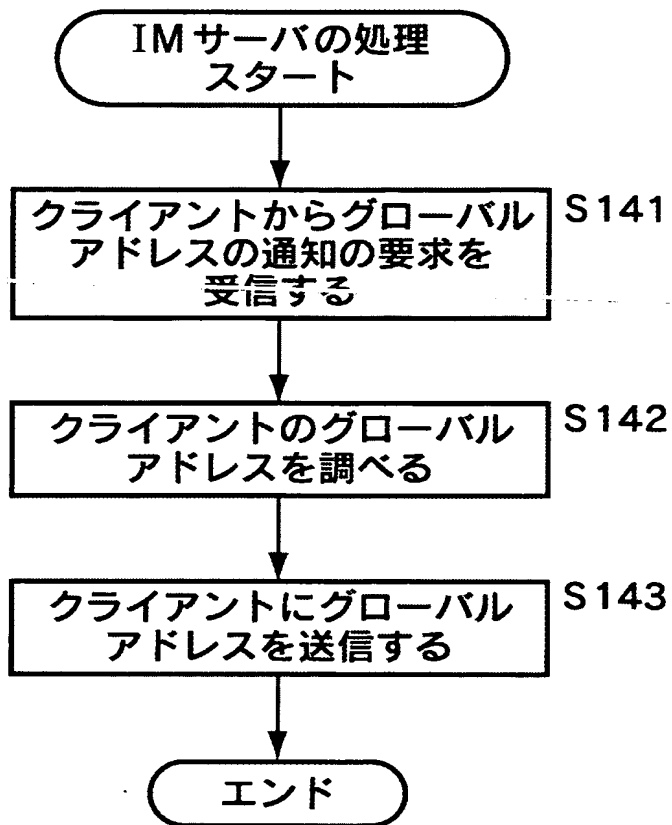 IMサーバの処理
スタート
クライアントからグローバル
アドレスの通知の要求を
受信する
S141
クライアントのグローバル
アドレスを調べる
S142
クライアントにグローバル
アドレスを送信する
S143
エンド